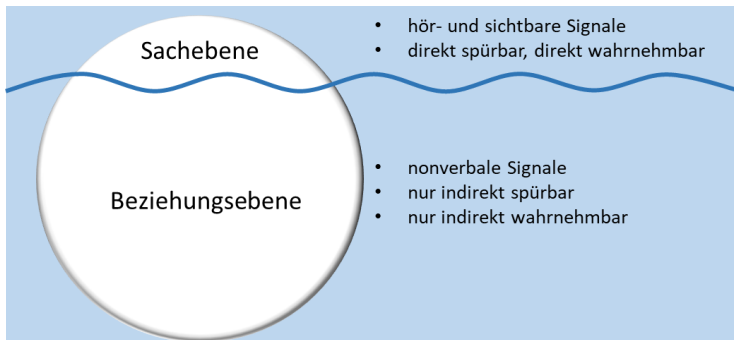 Sachebene
• hör- und sichtbare Signale
• direkt spürbar, direkt wahrnehmbar
Beziehungsebene
• nonverbale Signale
• nur indirekt spürbar
• nur indirekt wahrnehmbar